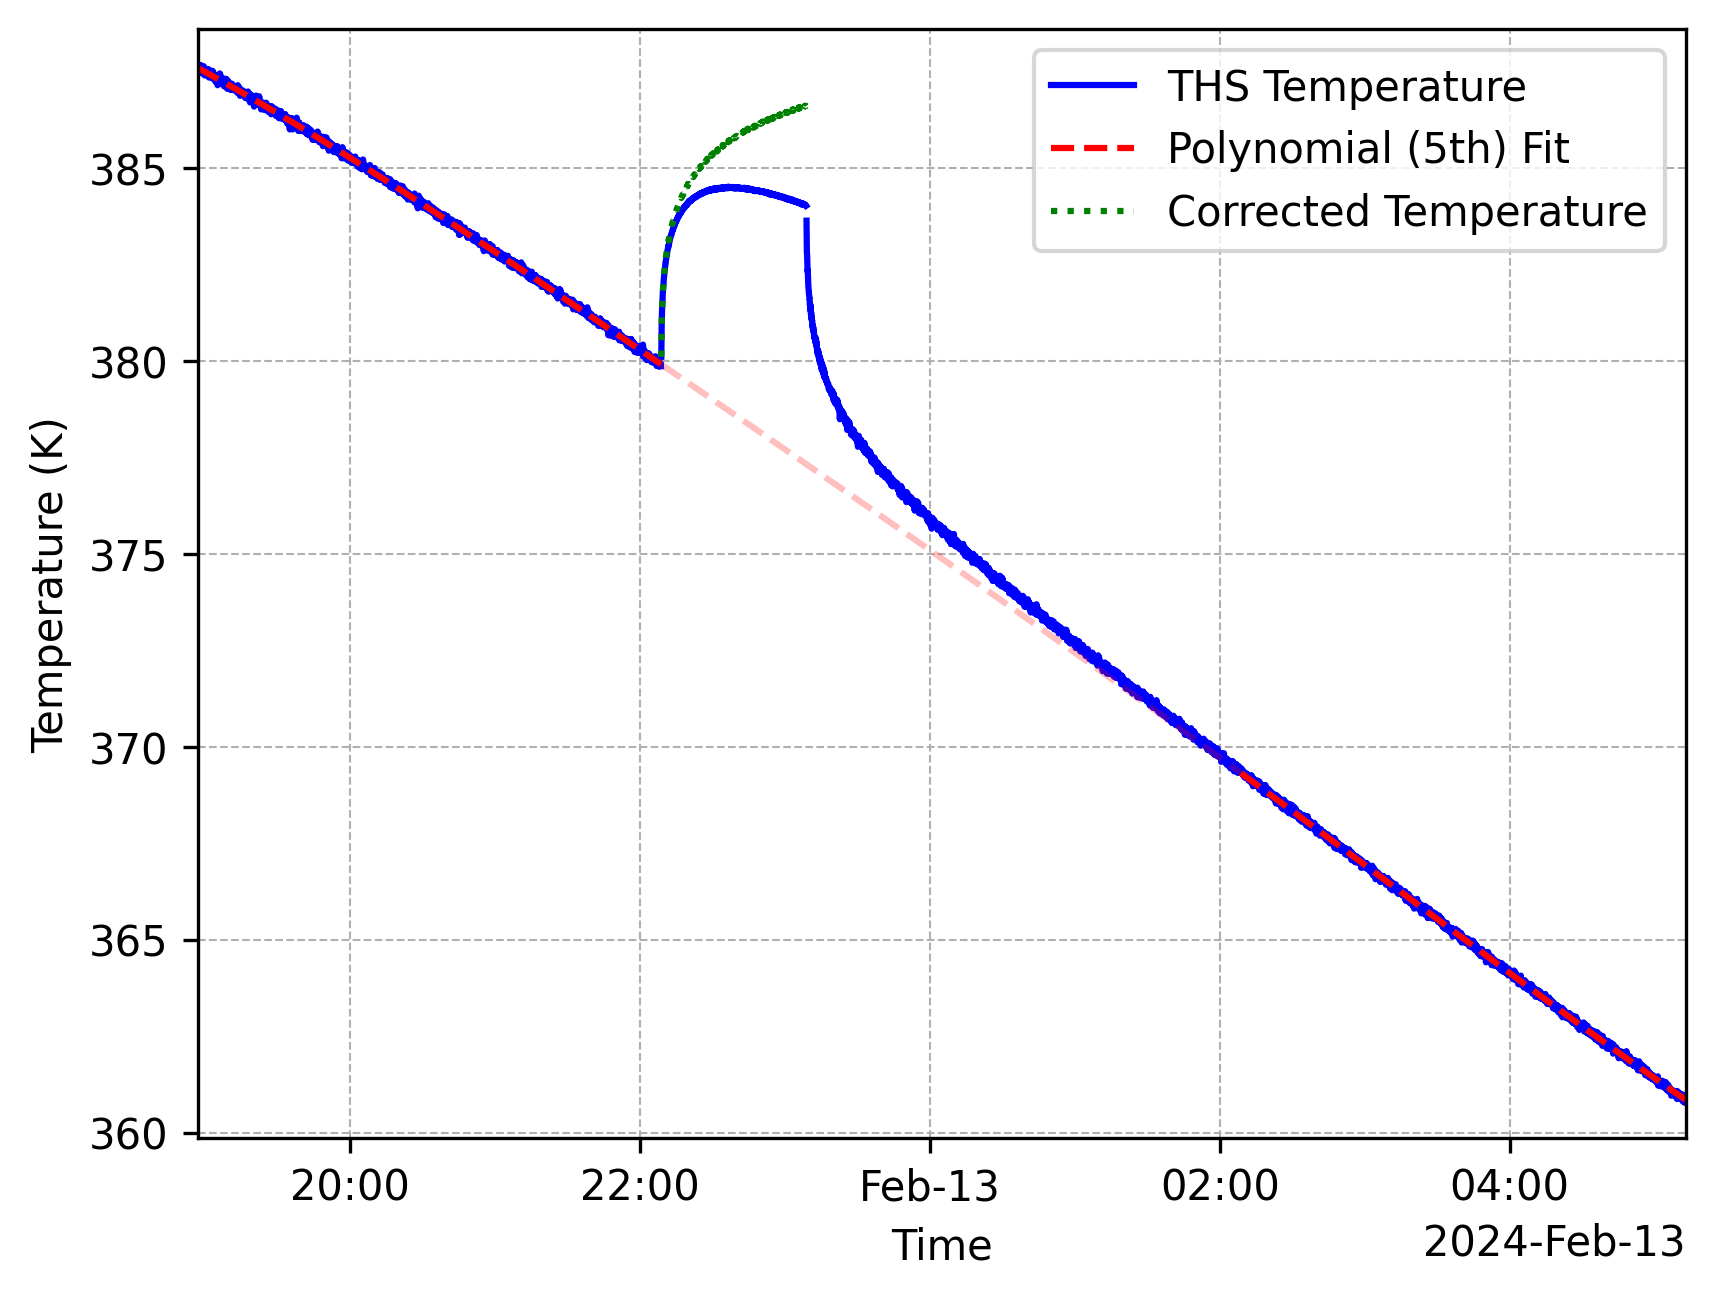 THS Temperature
Polynomial (5th) Fit
Corrected Temperature
Temperature (K)
385
380
375
370
365
360
20:00
22:00
Feb-13
02:00
04:00
Time
2024-Feb-13